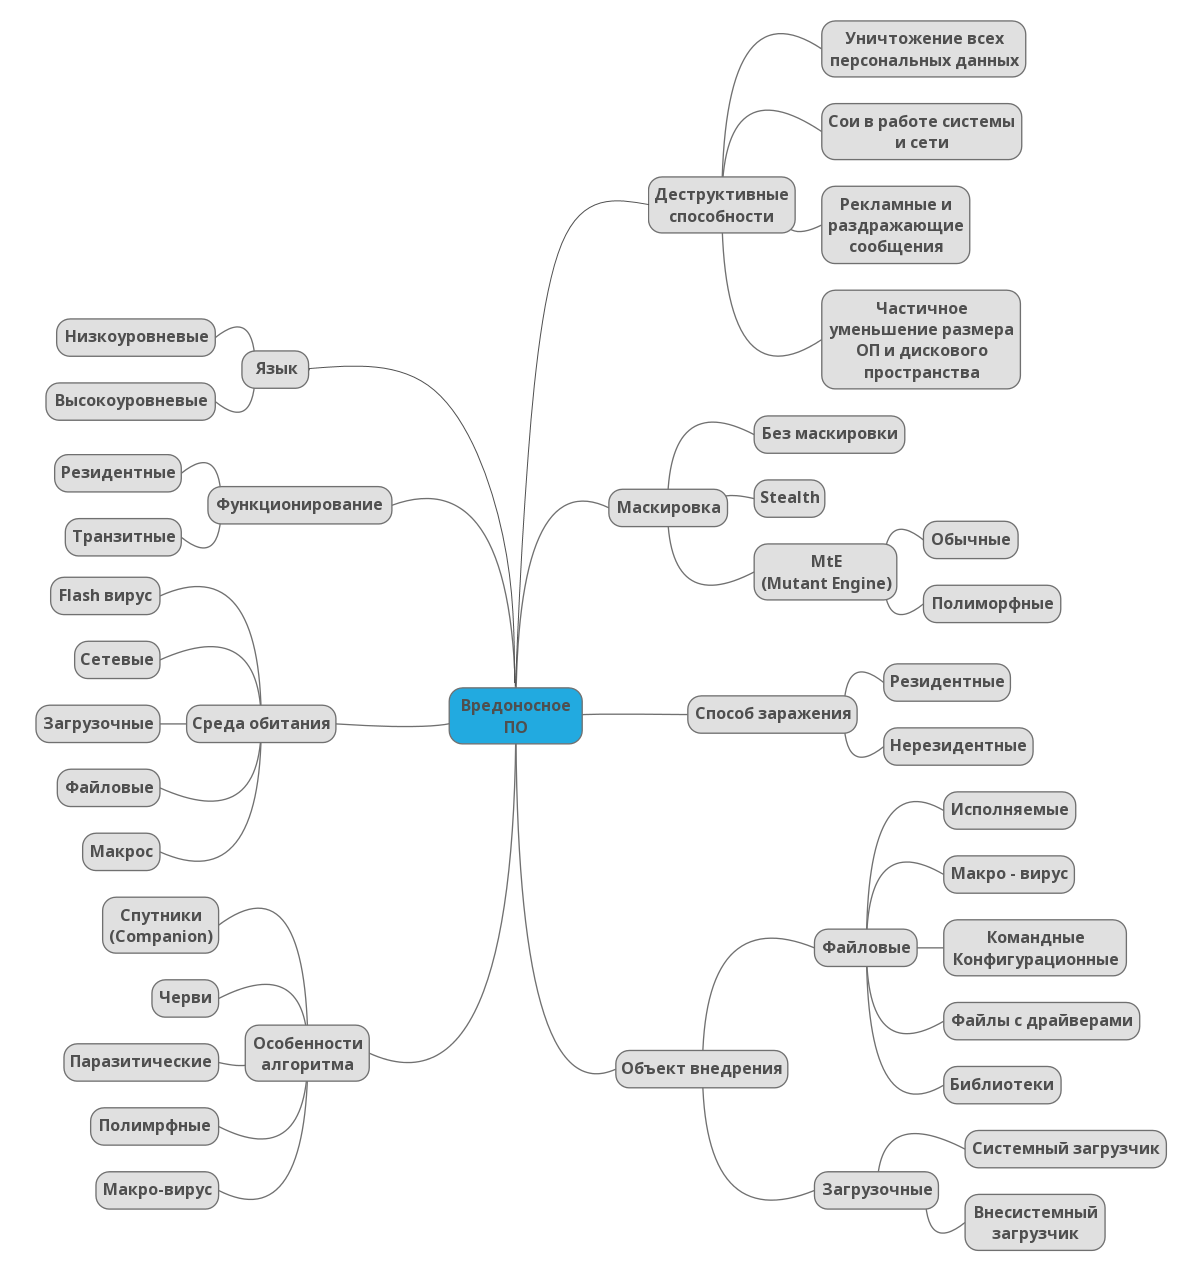 Вредоносное
ПО
Деструктивные
способности
Уничтожение всех
персональных данных
Сои в работе системы
и сети
Рекламные и
раздражающие
сообщения
Частичное
уменьшение размера
ОП и дискового
пространства
Маскировка
Без маскировки
Stealth
MtE
(Mutant Engine)
Обычные
Полиморфные
Способ заражения
Резидентные
Нерезидентные
Объект внедрения
Файловые
Исполняемые
Макро - вирус
Командные
Конфигурационные
Файлы с драйверами
Библиотеки
Загрузочные
Системный загрузчик
Внесистемный
загрузчик
Язык
Низкоуровневые
Высокоуровневые
Функционирование
Резидентные
Транзитные
Среда обитания
Flash вирус
Сетевые
Загрузочные
Файловые
Макрос
Особенности
алгоритма
Спутники
(Companion)
Черви
Паразитические
Полимрфные
Макро-вирус